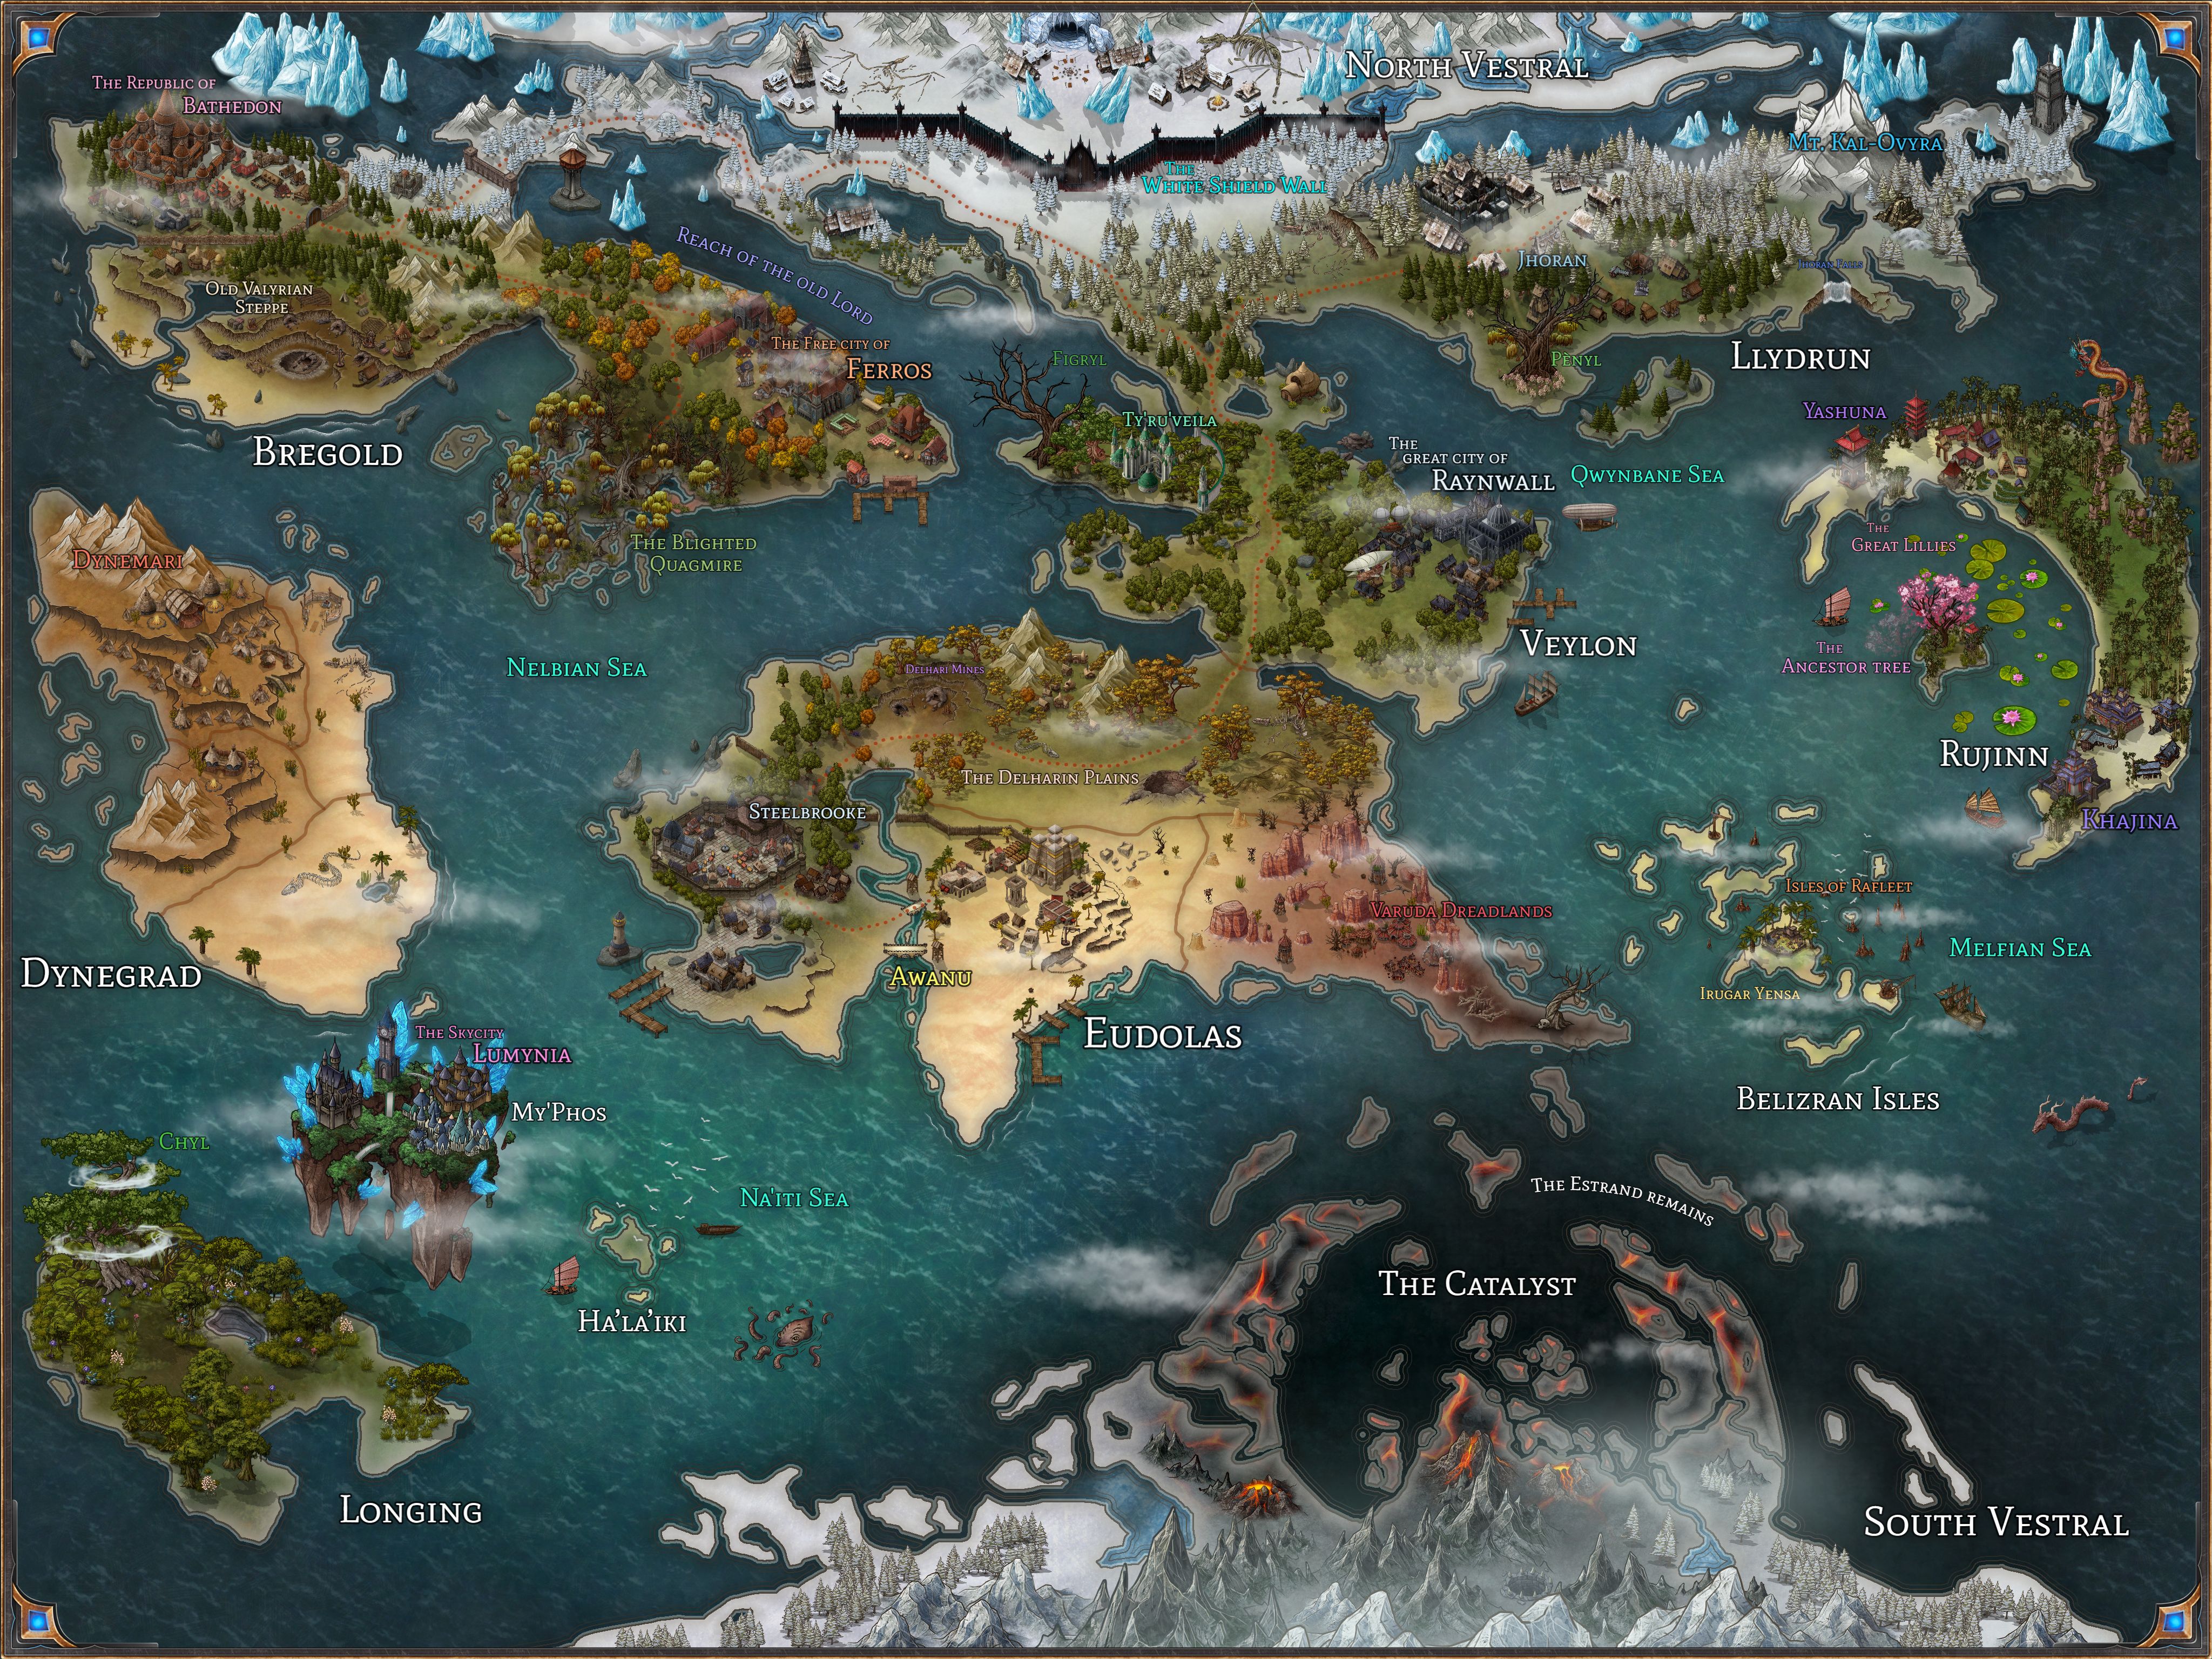 North Vestral
The Republic of
Bathedon
Mt. Kal-Ovyra
The
White Shield Wall
Reach of the old Lord
Jhoran
Jhoran Falls
Old Valyrian
Steppe
The Free city of
Ferros
Figryl
Pènyl
Llydrun
Ty'ru'veila
Yashuna
Bregold
The
great city of
Raynwall
Qwynbane Sea
The
Great Lillies
The Blighted
Quagmire
Dynemari
Veylon
The
Ancestor tree
Nelbian Sea
Delhari Mines
Rujinn
The Delharin Plains
Steelbrooke
Khajina
Isles of Rafleet
Varuda Dreadlands
Melfian Sea
Dynegrad
Awanu
Irugar Yensa
Eudolas
The Skycity
Lumynia
My'Phos
Belizran Isles
Chyl
Na'iti Sea
The Estrand remains
The Catalyst
Ha'la'iki
Longing
South Vestral